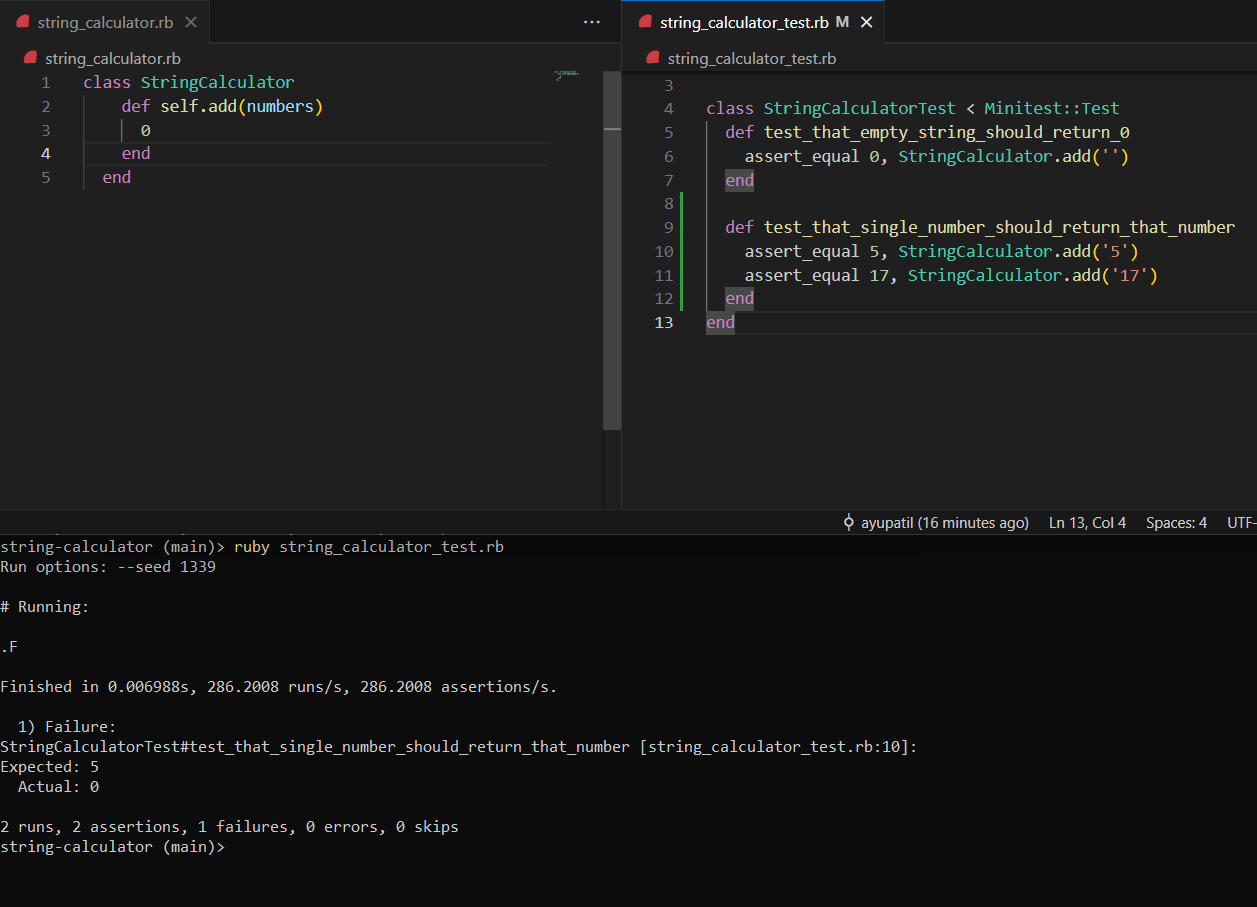 string_calculator.rb
string_calculator.rb
1 class StringCalculator
2 def self.add(numbers)
3 0
4 end
5 end
string_calculator_test.rb M
string_calculator_test.rb
3
4 class StringCalculatorTest < Minitest::Test
5 def test_that_empty_string_should_return_0
6 assert_equal 0, StringCalculator.add('')
7 end
8
9 def test_that_single_number_should_return_that_number
10 assert_equal 5, StringCalculator.add('5')
11 assert_equal 17, StringCalculator.add('17')
12 end
13 end
ayupatil (16 minutes ago) Ln 13, Col 4 Spaces: 4 UTF-
string-calculator (main)> ruby string_calculator_test.rb
Run options: --seed 1339
# Running:
.F
Finished in 0.006988s, 286.2008 runs/s, 286.2008 assertions/s.
1) Failure:
StringCalculatorTest#test_that_single_number_should_return_that_number [string_calculator_test.rb:10]:
Expected: 5
Actual: 0
2 runs, 2 assertions, 1 failures, 0 errors, 0 skips
string-calculator (main)>